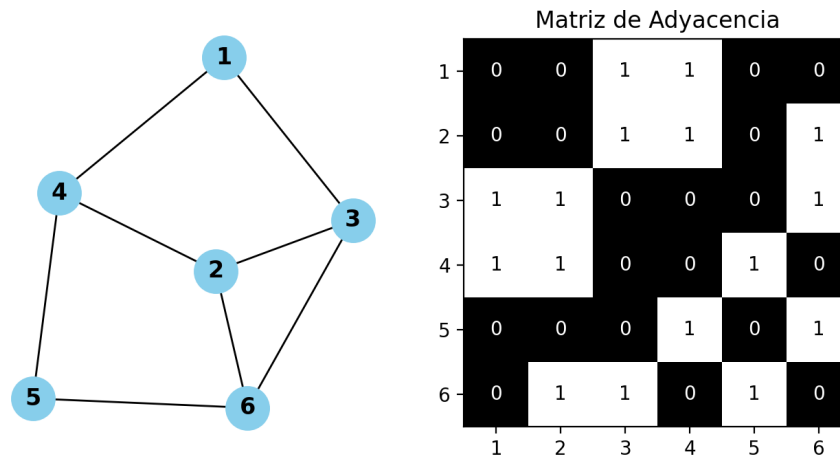 1
4
3
2
5
6
Matriz de Adyacencia
1 0 0 1 1 0 0
2 0 0 1 1 0 1
3 1 1 0 0 0 1
4 1 1 0 0 1 0
5 0 0 0 1 0 1
6 0 1 1 0 1 0
1 2 3 4 5 6